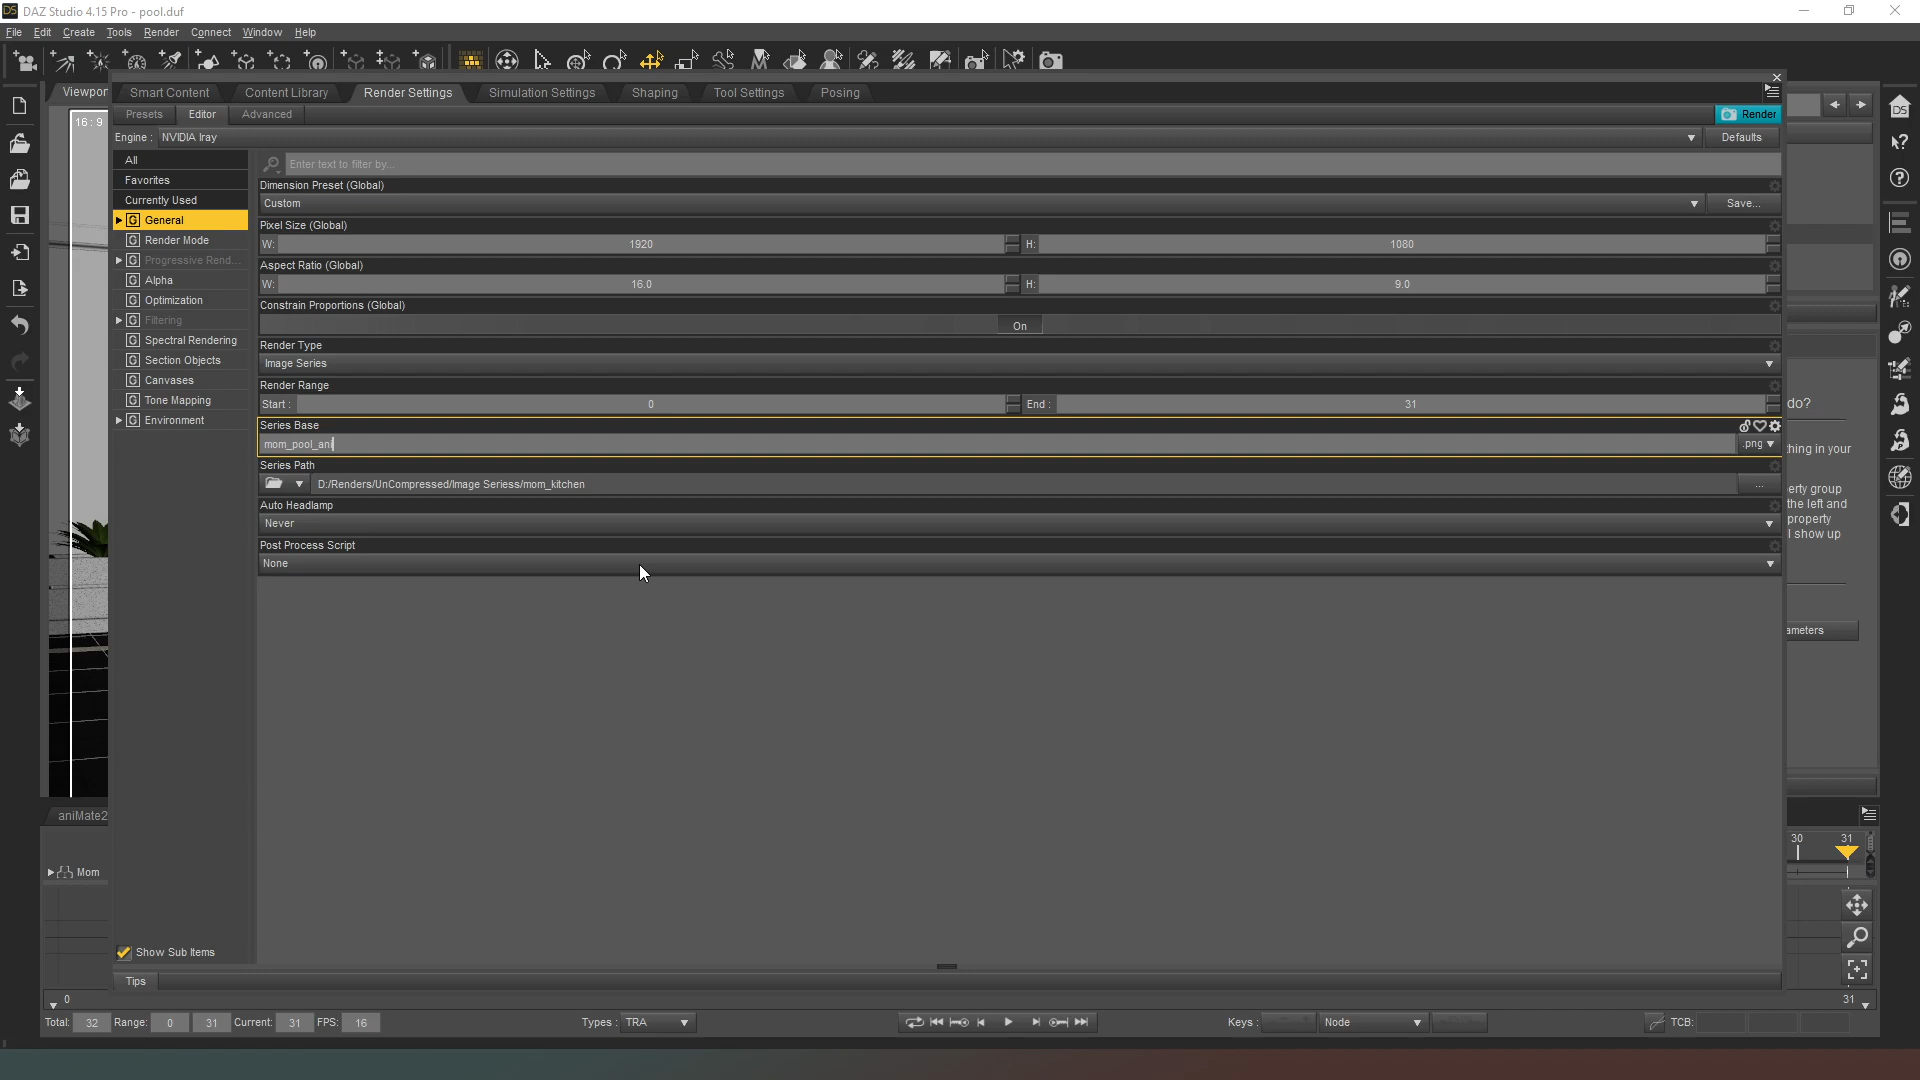 DS DAZ Studio 4.15 Pro - pool.duf
File Edit Create Tools Render Connect Window Help
Viewport
Smart Content Content Library Render Settings Simulation Settings Shaping Tool Settings Posing
Presets Editor Advanced
Render
16 : 9
Engine : NVIDIA Iray
Defaults
All
Favorites
Currently Used
G General
G Render Mode
G Progressive Rend...
G Alpha
G Optimization
G Filtering
G Spectral Rendering
G Section Objects
G Canvases
G Tone Mapping
G Environment
Enter text to filter by...
Dimension Preset (Global)
Custom
Save...
Pixel Size (Global)
W: 1920 H: 1080
Aspect Ratio (Global)
W: 16.0 H: 9.0
Constrain Proportions (Global)
On
Render Type
Image Series
Render Range
Start : 0 End : 31
Series Base
mom_pool_ani
.png
Series Path
D:/Renders/UnCompressed/Image Seriess/mom_kitchen
...
Auto Headlamp
Never
Post Process Script
None
do?
hing in your
erty group
the left and
property
l show up
ameters
aniMate2
Mom
30 31
Show Sub Items
Tips
0
31
Total: 32 Range: 0 31 Current: 31 FPS: 16
Types : TRA
Keys : Node
TCB: